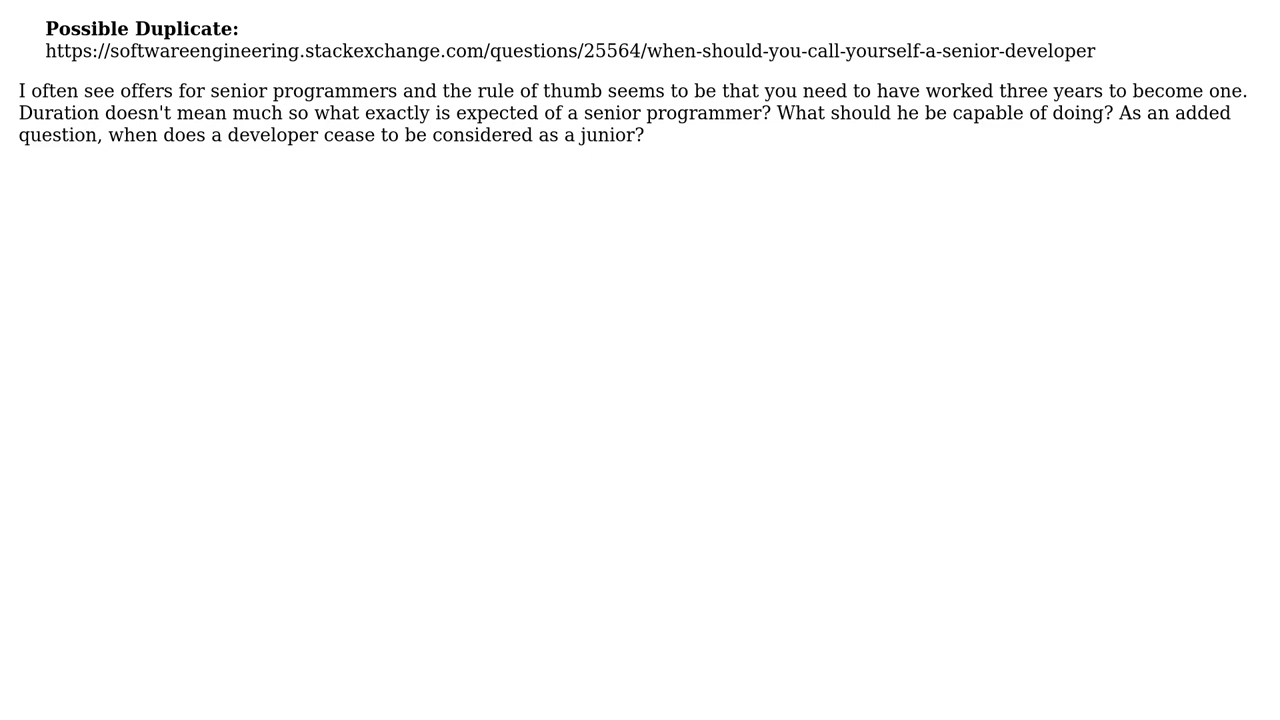 Possible Duplicate:
https://softwareengineering.stackexchange.com/questions/25564/when-should-you-call-yourself-a-senior-developer
I often see offers for senior programmers and the rule of thumb seems to be that you need to have worked three years to become one.
Duration doesn't mean much so what exactly is expected of a senior programmer? What should he be capable of doing? As an added
question, when does a developer cease to be considered as a junior?